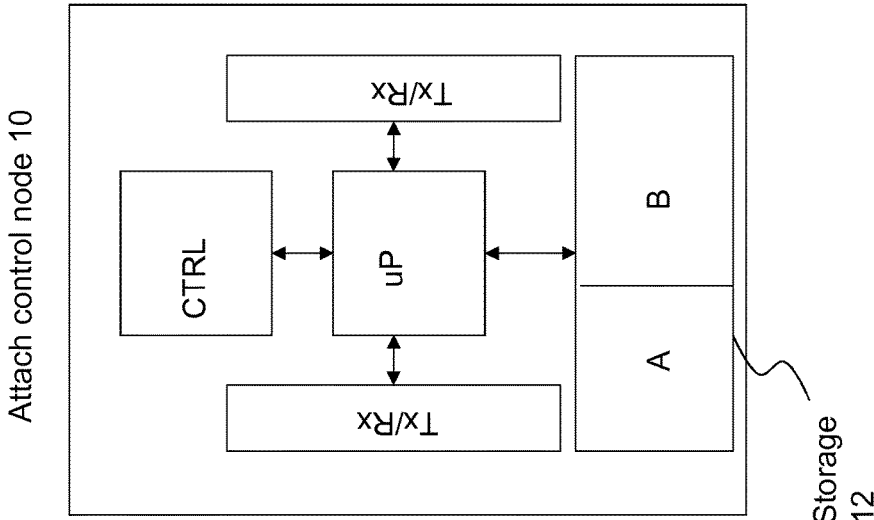 Attach control node 10
Tx/Rx
CTRL
uP
Tx/Rx
A
B
Storage
12